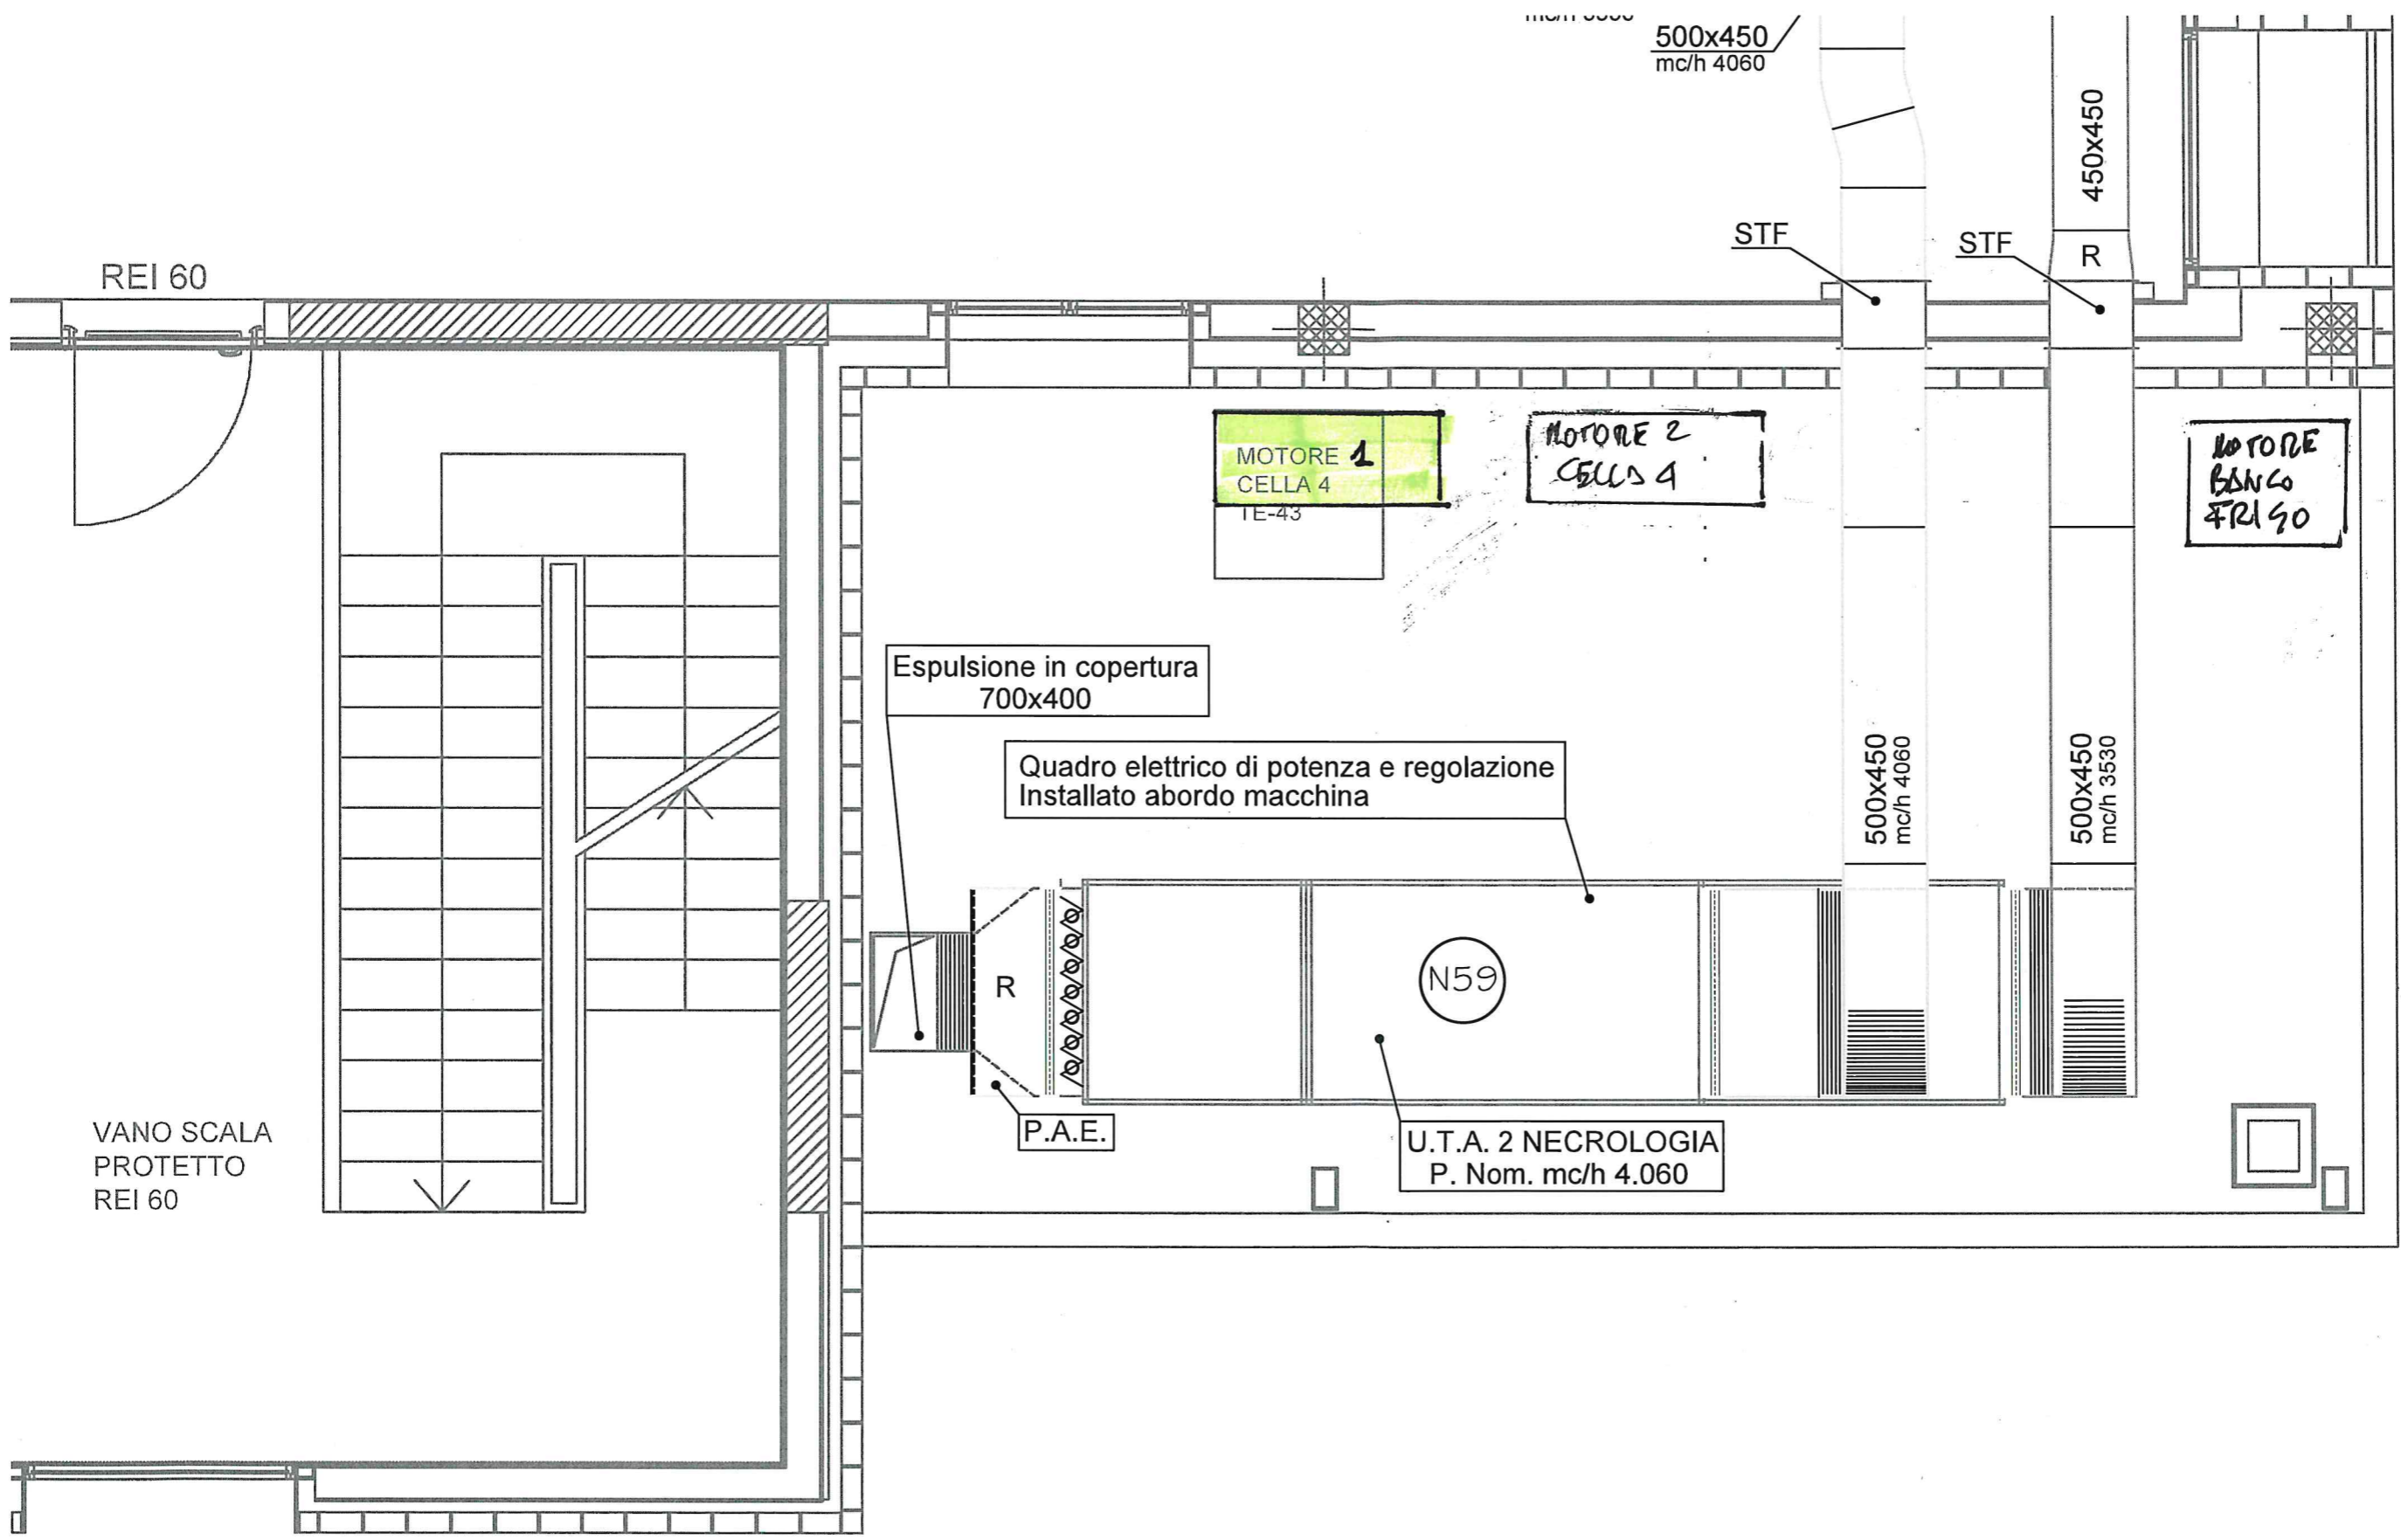 500x450
mc/h 4060
450x450
STF
STF
R
REI 60
MOTORE 1
CELLA 4
TE-43
MOTORE 2
CELLA 4
MOTORE
BANCO
FRIGO
Espulsione in copertura
700x400
Quadro elettrico di potenza e regolazione
Installato abordo macchina
500x450
mc/h 4060
500x450
mc/h 3530
R
N59
P.A.E.
U.T.A. 2 NECROLOGIA
P. Nom. mc/h 4.060
VANO SCALA
PROTETTO
REI 60